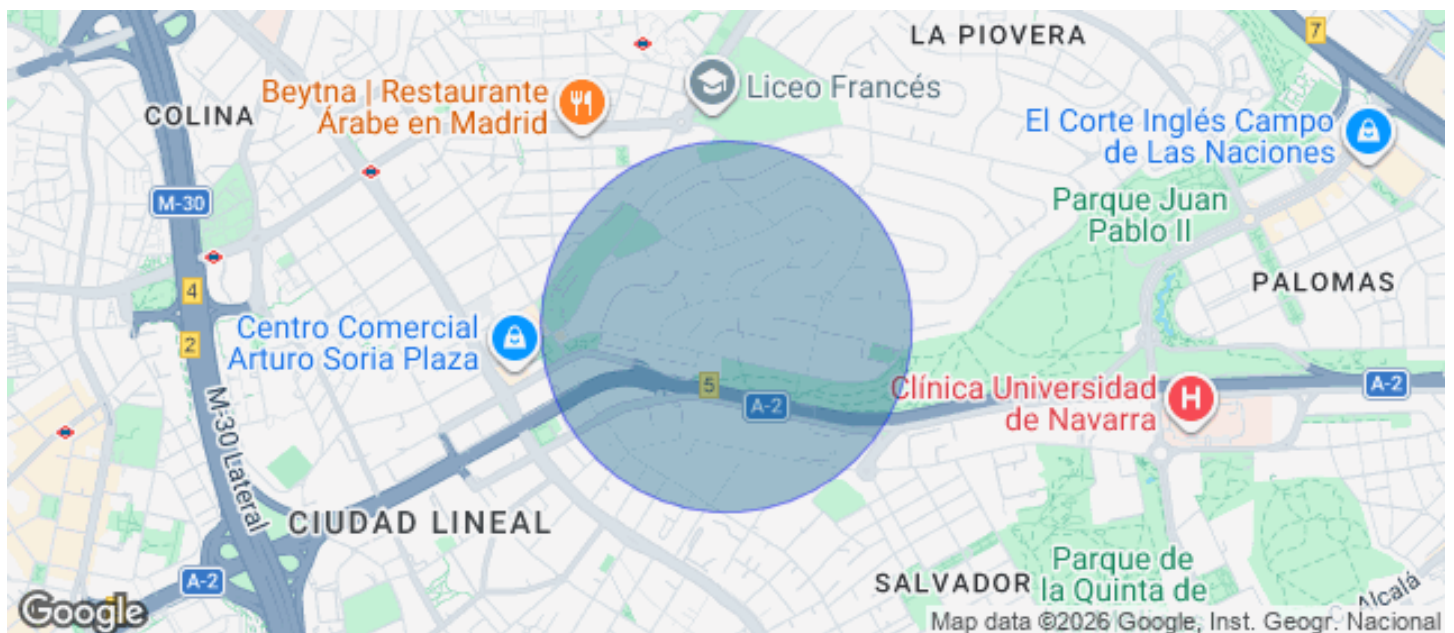 LA PIOVERA
7
Beytna | Restaurante
Árabe en Madrid
Liceo Francés
COLINA
El Corte Inglés Campo
de Las Naciones
M-30
Parque Juan
Pablo II
4
PALOMAS
2
Centro Comercial
Arturo Soria Plaza
5
A-2
A-2
Clínica Universidad
de Navarra
H
M-30 Lateral
CIUDAD LINEAL
A-2
SALVADOR
Parque de
la Quinta de
C. Alcalá
Google
Map data ©2026 Google, Inst. Geogr. Nacional